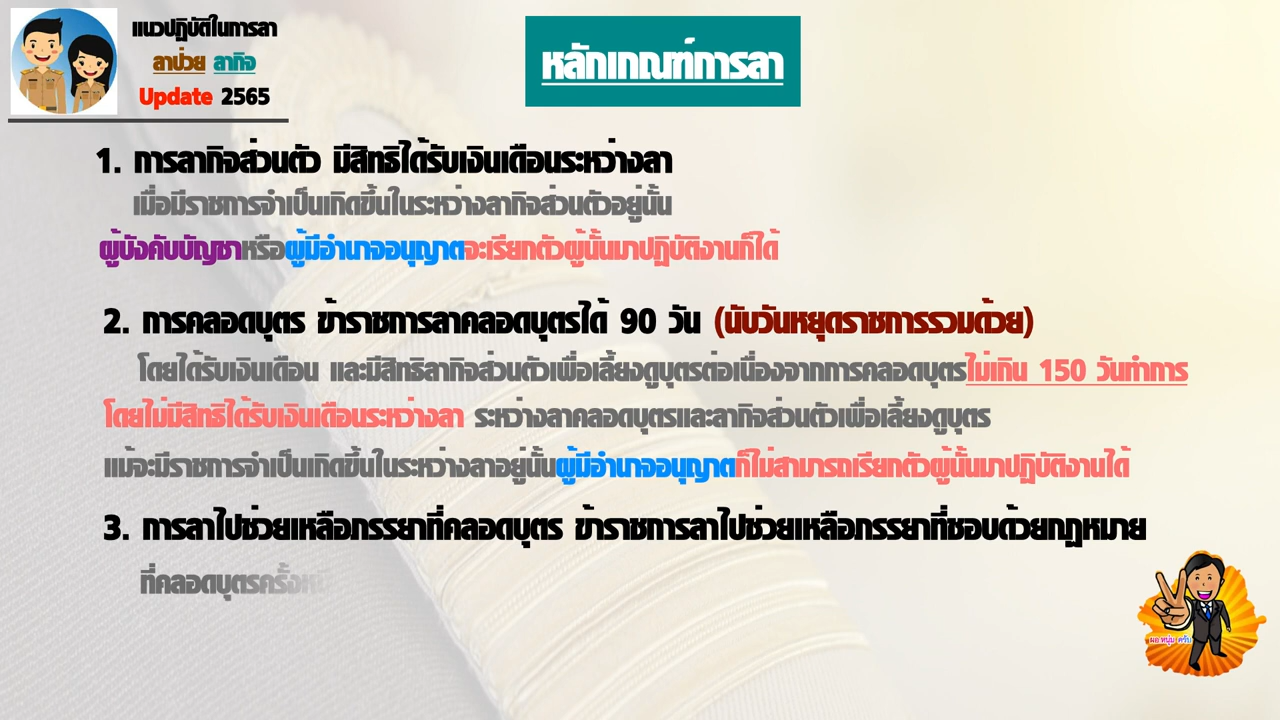 แนวปฏิบัติในการลา
ลาป่วย ลากิจ
Update 2565
หลักเกณฑ์การลา
1. การลากิจส่วนตัว มีสิทธิได้รับเงินเดือนระหว่างลา
เมื่อมีราชการจำเป็นเกิดขึ้นในระหว่างลากิจส่วนตัวอยู่นั้น
ผู้บังคับบัญชาหรือผู้มีอำนาจอนุญาตจะเรียกตัวผู้นั้นมาปฏิบัติงานก็ได้
2. การคลอดบุตร ข้าราชการลาคลอดบุตรได้ 90 วัน (นับวันหยุดราชการรวมด้วย)
โดยได้รับเงินเดือน และมีสิทธิลากิจส่วนตัวเพื่อเลี้ยงดูบุตรต่อเนื่องจากการคลอดบุตรไม่เกิน 150 วันทำการ
โดยไม่มีสิทธิได้รับเงินเดือนระหว่างลา ระหว่างลาคลอดบุตรและลากิจส่วนตัวเพื่อเลี้ยงดูบุตร
แม้จะมีราชการจำเป็นเกิดขึ้นในระหว่างลาอยู่นั้นผู้มีอำนาจอนุญาตก็ไม่สามารถเรียกตัวผู้นั้นมาปฏิบัติงานได้
3. การลาไปช่วยเหลือภรรยาที่คลอดบุตร ข้าราชการลาไปช่วยเหลือภรรยาที่ชอบด้วยกฎหมาย
ที่คลอดบุตรครั้ง
ผอ.หนุ่ม ครับ